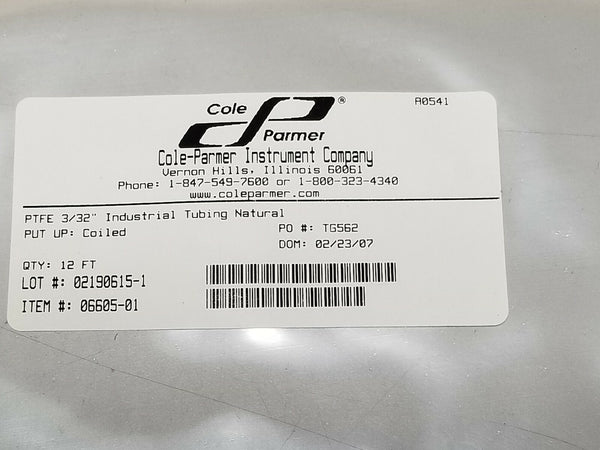 A0541
Cole
Parmer®
Cole-Parmer Instrument Company
Vernon Hills, Illinois 60061
Phone: 1-847-549-7600 or 1-800-323-4340
www.coleparmer.com
PTFE 3/32" Industrial Tubing Natural
PUT UP: Coiled
PO #: TG562
DOM: 02/23/07
QTY: 12 FT
LOT #: 02190615-1
ITEM #: 06605-01